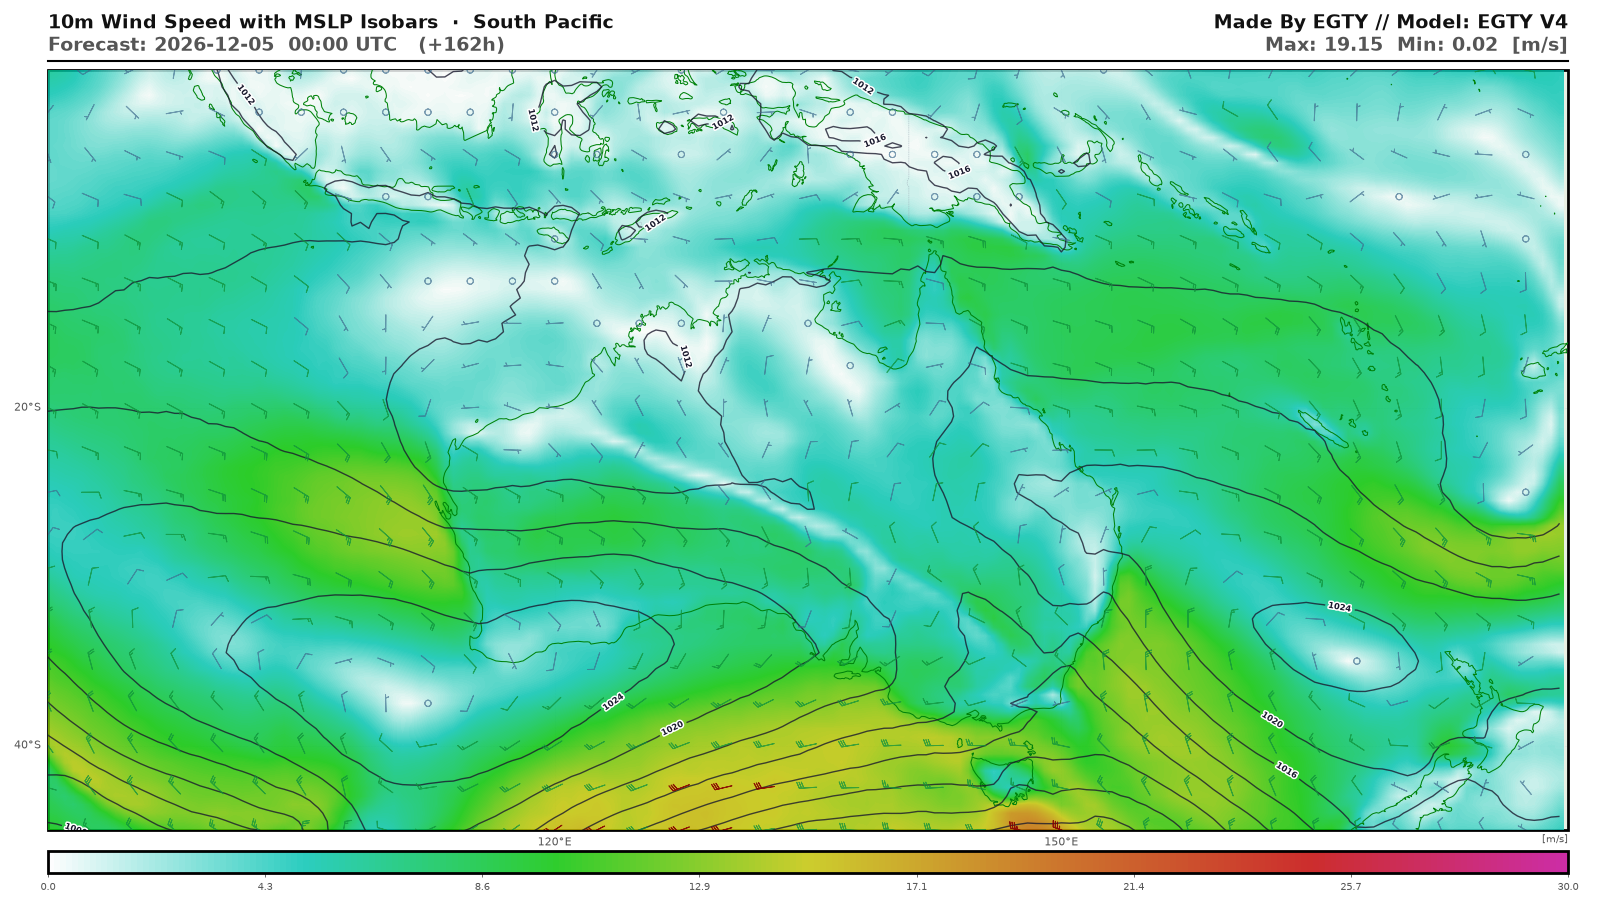 10m Wind Speed with MSLP Isobars · South Pacific
Made By EGTY // Model: EGTY V4
Forecast: 2026-12-05 00:00 UTC (+162h)
Max: 19.15 Min: 0.02 [m/s]
1012
1012
1012
1012
1016
1016
1012
1012
20°S
1024
1024
1020
1020
1016
40°S
120°E
150°E
[m/s]
0.0
4.3
8.6
12.9
17.1
21.4
25.7
30.0